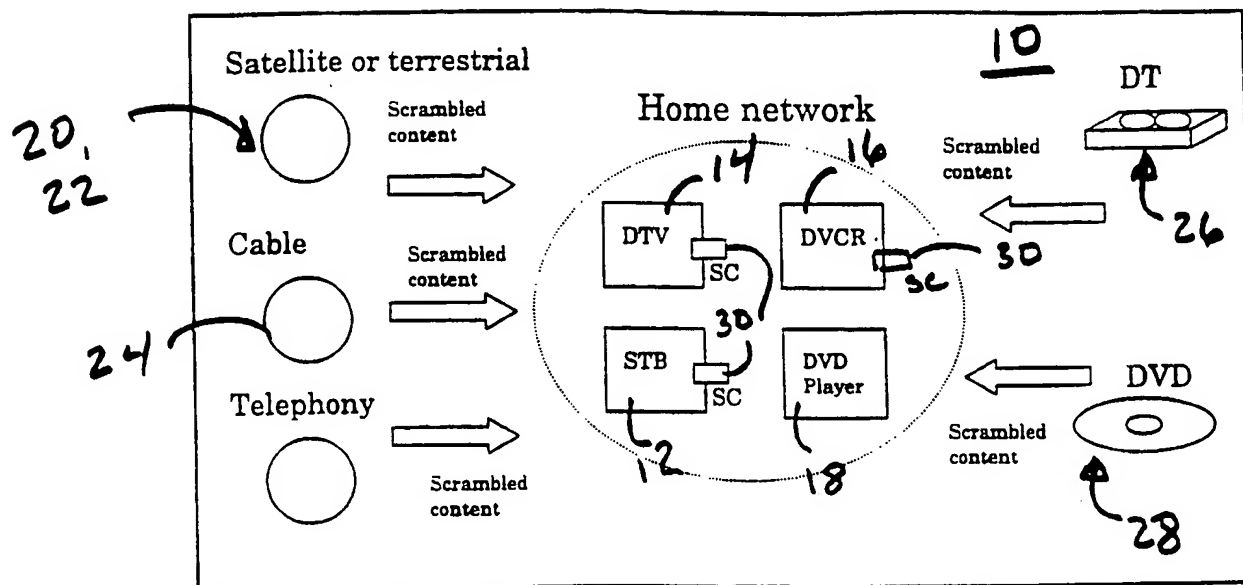 10
Satellite or terrestrial
20,
22
Scrambled
content
Home network
14
16
DT
Scrambled
content
26
DTV
SC
DVCR
SC
30
Cable
24
Scrambled
content
30
STB
SC
12
DVD
Player
18
DVD
Scrambled
content
28
Telephony
Scrambled
content